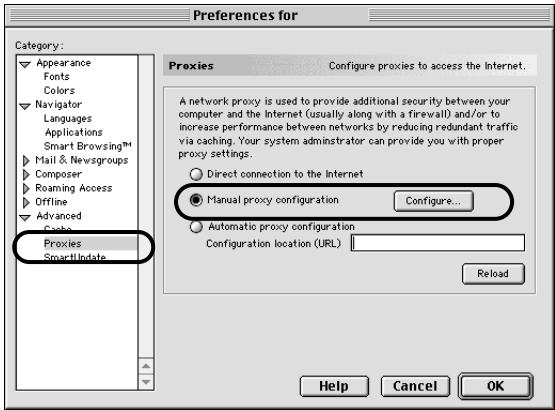 Preferences for
Category:
Appearance
Fonts
Colors
Navigator
Languages
Applications
Smart Browsing™
Mail & Newsgroups
Composer
Roaming Access
Offline
Advanced
Cache
Proxies
SmartUpdate
Proxies Configure proxies to access the Internet.
A network proxy is used to provide additional security between your
computer and the Internet (usually along with a firewall) and/or to
increase performance between networks by reducing redundant traffic
via caching. Your system adminstrator can provide you with proper
proxy settings.
Direct connection to the Internet
Manual proxy configuration Configure...
Automatic proxy configuration
Configuration location (URL)
Reload
Help Cancel OK